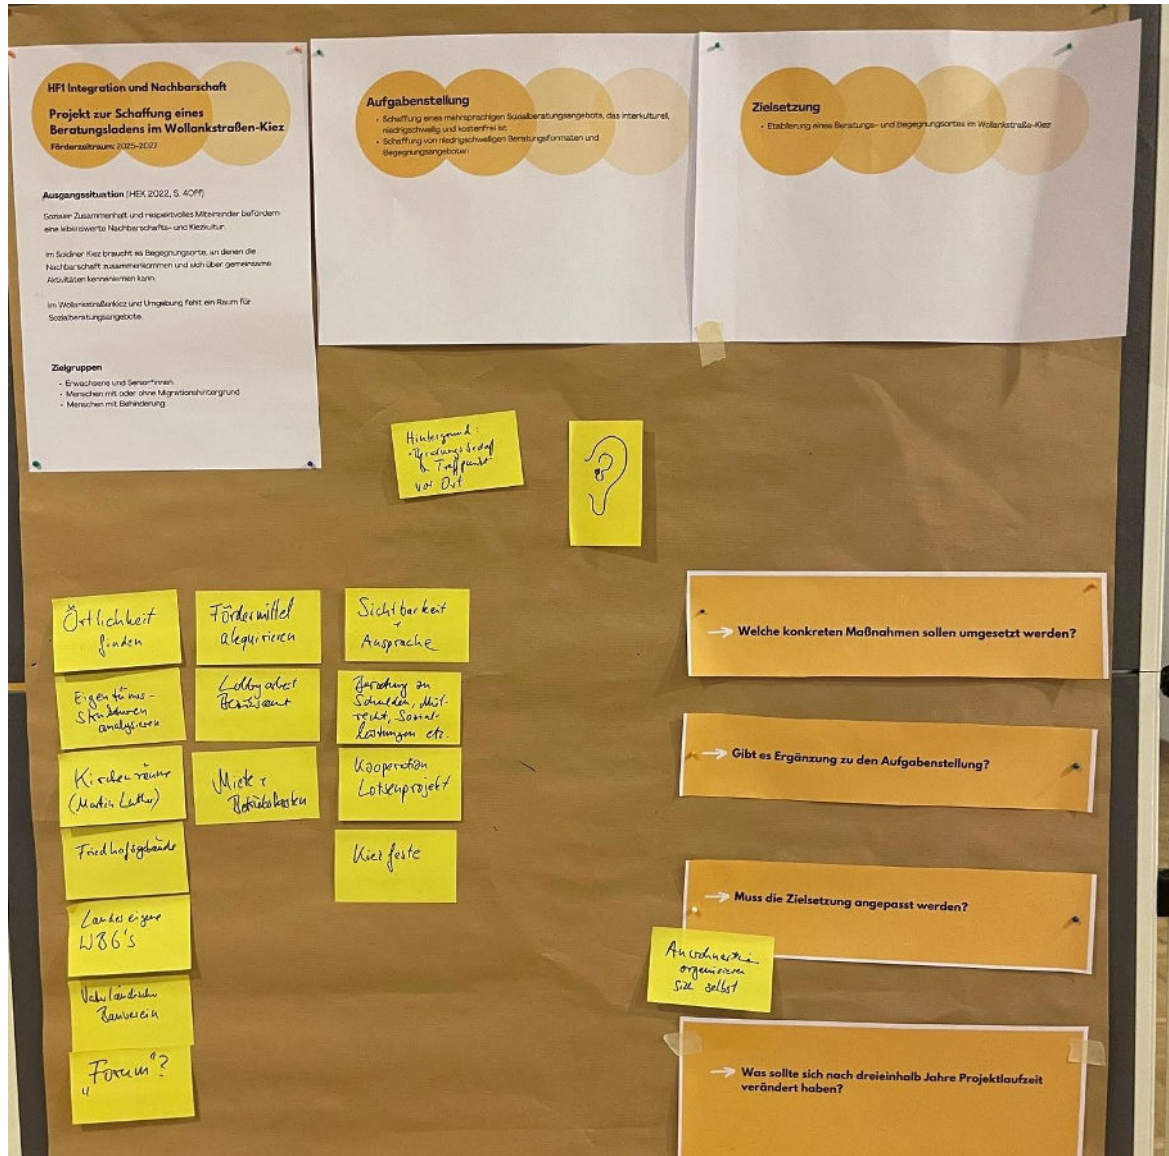 HF1 Integration und Nachbarschaft
Projekt zur Schaffung eines
Beratungsladens im Wollankstraßen-Kiez
Förderzeitraum: 2025-2027
Ausgangssituation (HEK 2022, S. 40ff)
Sozialer Zusammenhalt und respektvolles Miteinander befördern
eine lebenswerte Nachbarschafts- und Kiezkultur.
Im Soldiner Kiez braucht es Begegnungsorte, an denen die
Nachbarschaft zusammenkommen und sich über gemeinsame
Aktivitäten kennenlernen kann.
Im Wollankstraßenkiez und Umgebung fehlt ein Raum für
Sozialberatungsangebote.
Zielgruppen
• Erwachsene und Senior*innen
• Menschen mit oder ohne Migrationshintergrund
• Menschen mit Behinderung
Aufgabenstellung
• Schaffung eines mehrsprachigen Sozialberatungsangebots, das interkulturell,
niedrigschwellig und kostenfrei ist
• Schaffung von niedrigschwelligen Beratungsformaten und
Begegnungsangeboten
Zielsetzung
• Etablierung eines Beratungs- und Begegnungsortes im Wollankstraße-Kiez
Hintergrund:
Beratungsbedarf
Treffpunkt
vor Ort
Örtlichkeit
finden
Eigentums-
strukturen
analysieren
Kirchenräume
(Martin Luther)
Friedhofsgebäude
Landeseigene
WBG's
Vaterländischer
Bauverein
"Forum"?
Fördermittel
akquirieren
Lobbyarbeit
Bezirksamt
Miete +
Betriebskosten
Sichtbarkeit
+
Ansprache
Beratung zu
Schulden, Miet-
recht, Sozial-
leistungen etc.
Kooperation
Lotsenprojekt
Kiezfeste
→ Welche konkreten Maßnahmen sollen umgesetzt werden?
→ Gibt es Ergänzung zu den Aufgabenstellung?
→ Muss die Zielsetzung angepasst werden?
organisieren
sich selbst
→ Was sollte sich nach dreieinhalb Jahre Projektlaufzeit
verändert haben?